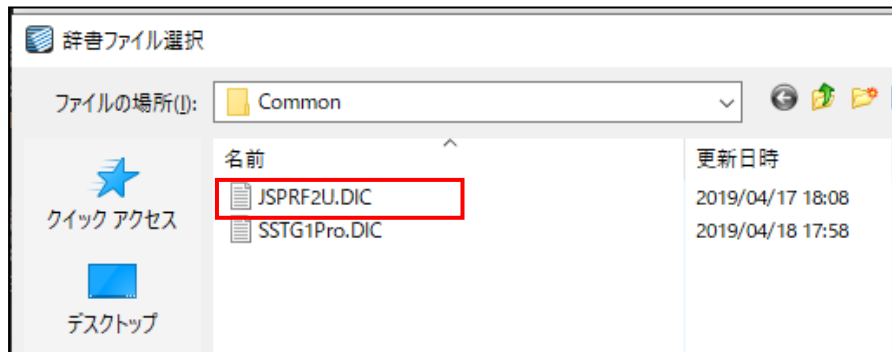 辞書ファイル選択
ファイルの場所(I): Common
名前 更新日時
JSPRF2U.DIC 2019/04/17 18:08
SSTG1Pro.DIC 2019/04/18 17:58
クイック アクセス
デスクトップ